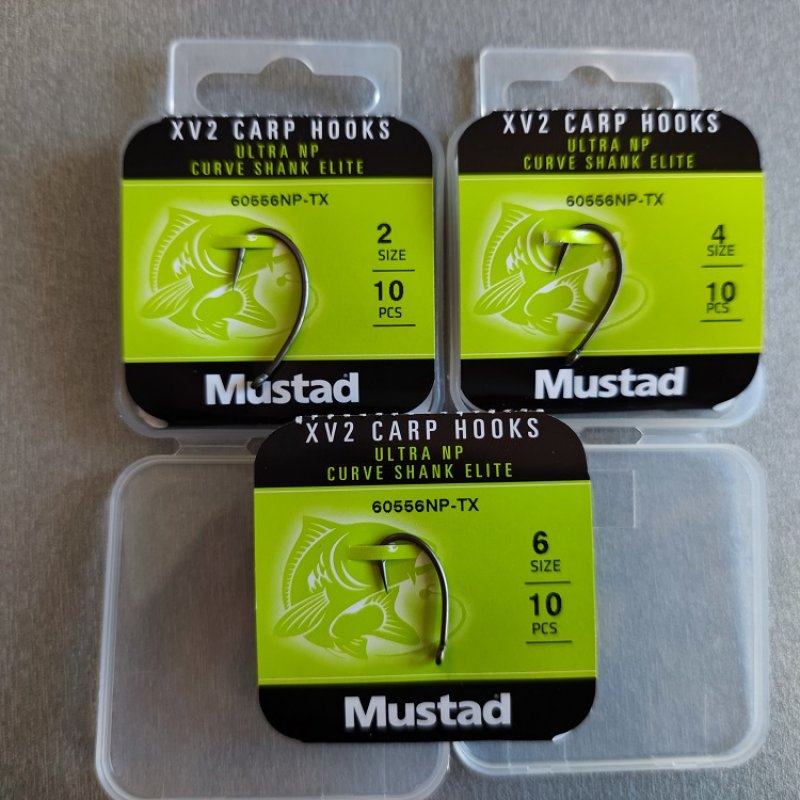 XV2 CARP HOOKS
ULTRA NP
CURVE SHANK ELITE
60556NP-TX
2
SIZE
10
PCS
Mustad
XV2 CARP HOOKS
ULTRA NP
CURVE SHANK ELITE
60556NP-TX
4
SIZE
10
PCS
Mustad
XV2 CARP HOOKS
ULTRA NP
CURVE SHANK ELITE
60556NP-TX
6
SIZE
10
PCS
Mustad